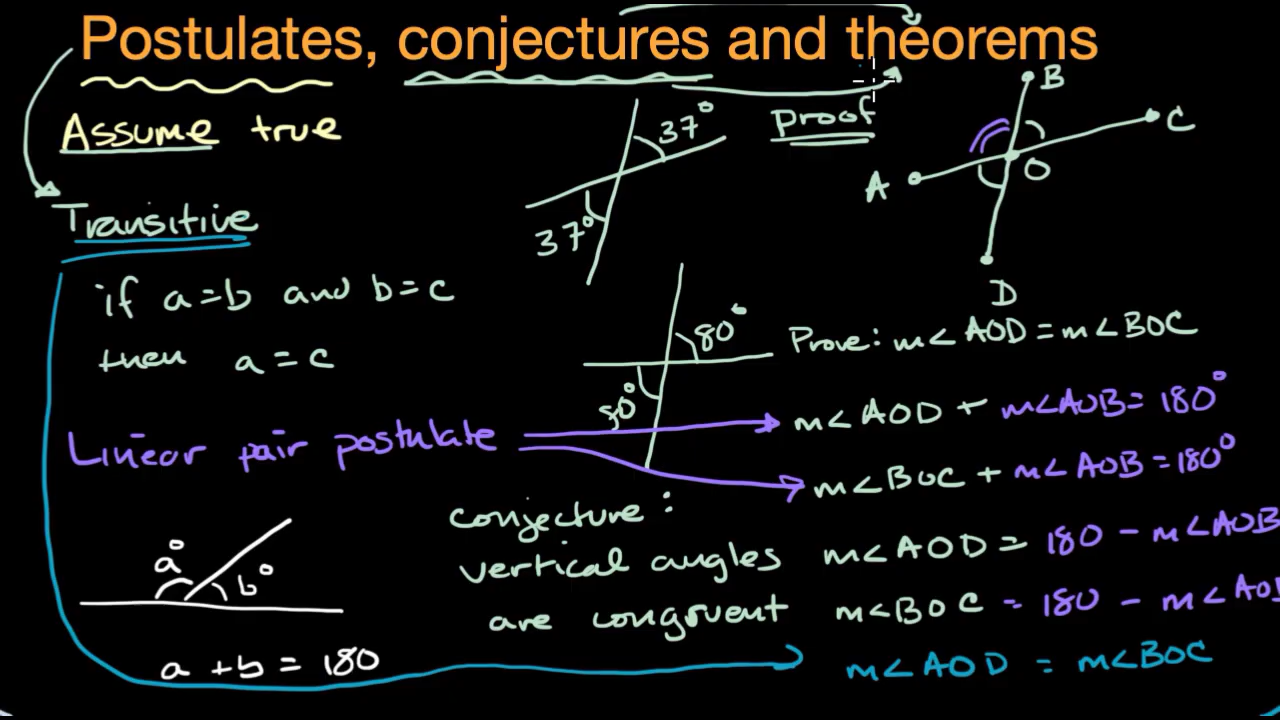 Postulates, conjectures and theorems
Assume true
37°
Proof
B
C
A
O
D
Transitive
37°
if a=b and b=c
then a=c
80°
80°
Prove: m∠AOD = m∠BOC
Linear pair postulate
m∠AOD + m∠AOB = 180°
m∠BOC + m∠AOB = 180°
a°
b°
a + b = 180
conjecture:
vertical angles
are congruent
m∠AOD = 180 - m∠AOB
m∠BOC = 180 - m∠AOB
m∠AOD = m∠BOC